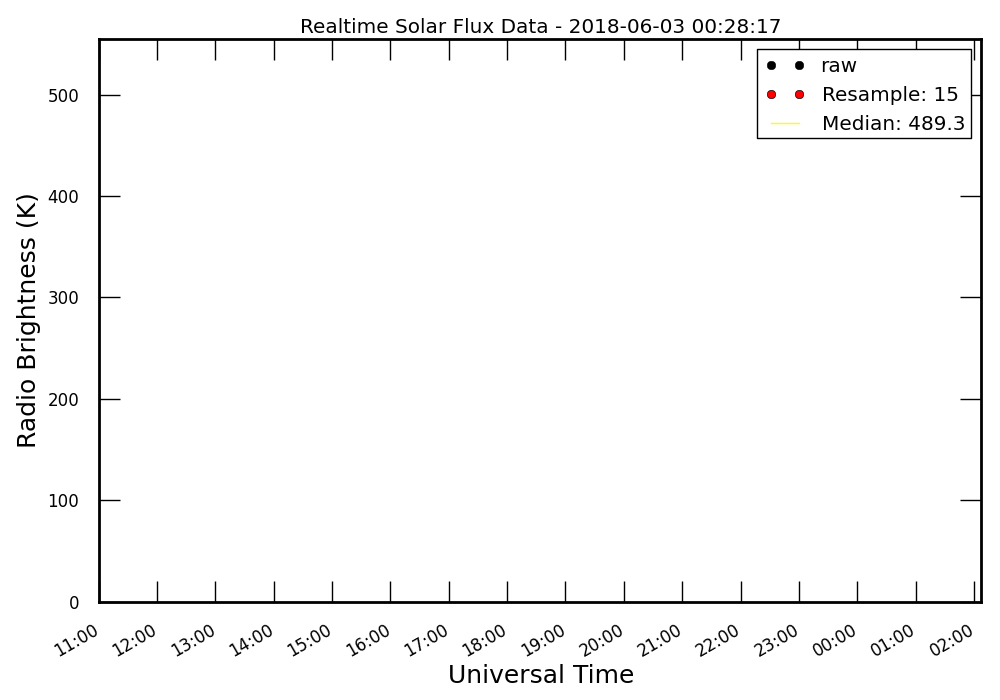 Realtime Solar Flux Data - 2018-06-03 00:28:17
raw
Resample: 15
Median: 489.3
Radio Brightness (K)
500
400
300
200
100
0
11:00 12:00 13:00 14:00 15:00 16:00 17:00 18:00 19:00 20:00 21:00 22:00 23:00 00:00 01:00 02:00
Universal Time